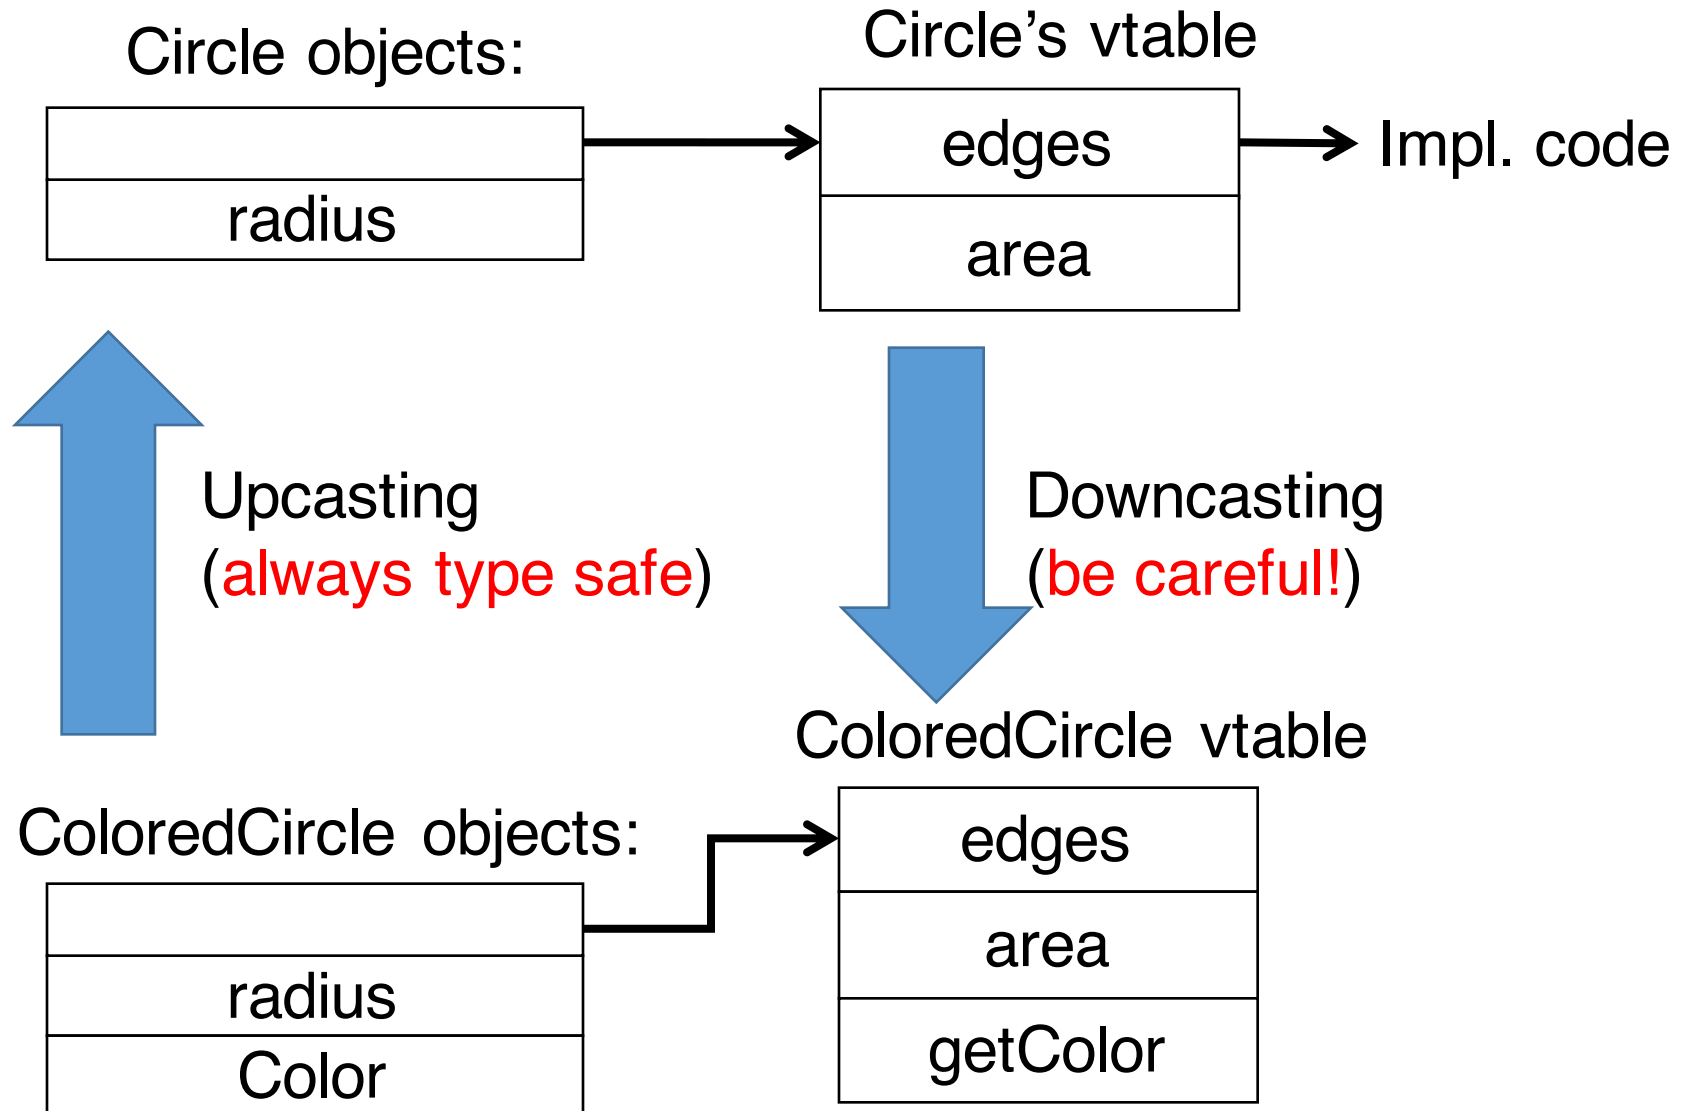 Circle objects:
Circle's vtable
edges
Impl. code
radius
area
Upcasting
(always type safe)
Downcasting
(be careful!)
ColoredCircle vtable
ColoredCircle objects:
edges
area
radius
getColor
Color